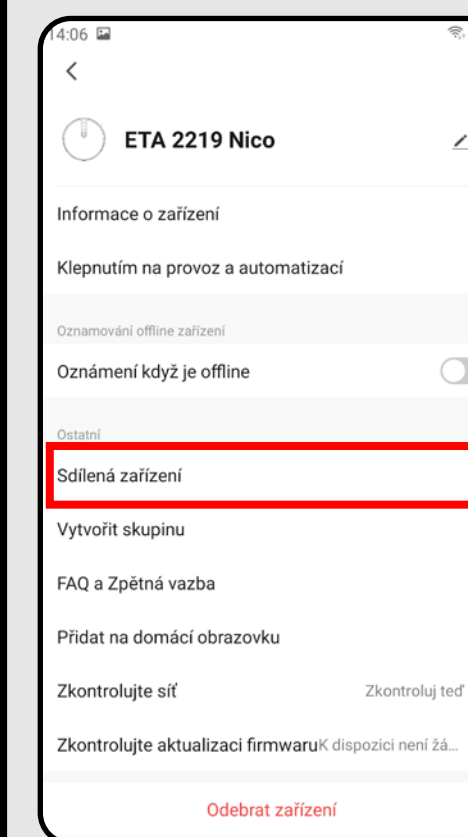 14:06
ETA 2219 Nico
Informace o zařízení
Klepnutím na provoz a automatizací
Oznamování offline zařízení
Oznámení když je offline
Ostatní
Sdílená zařízení
Vytvořit skupinu
FAQ a Zpětná vazba
Přidat na domácí obrazovku
Zkontrolujte síť Zkontroluj teď
Zkontrolujte aktualizaci firmwaru K dispozici není žá...
Odebrat zařízení